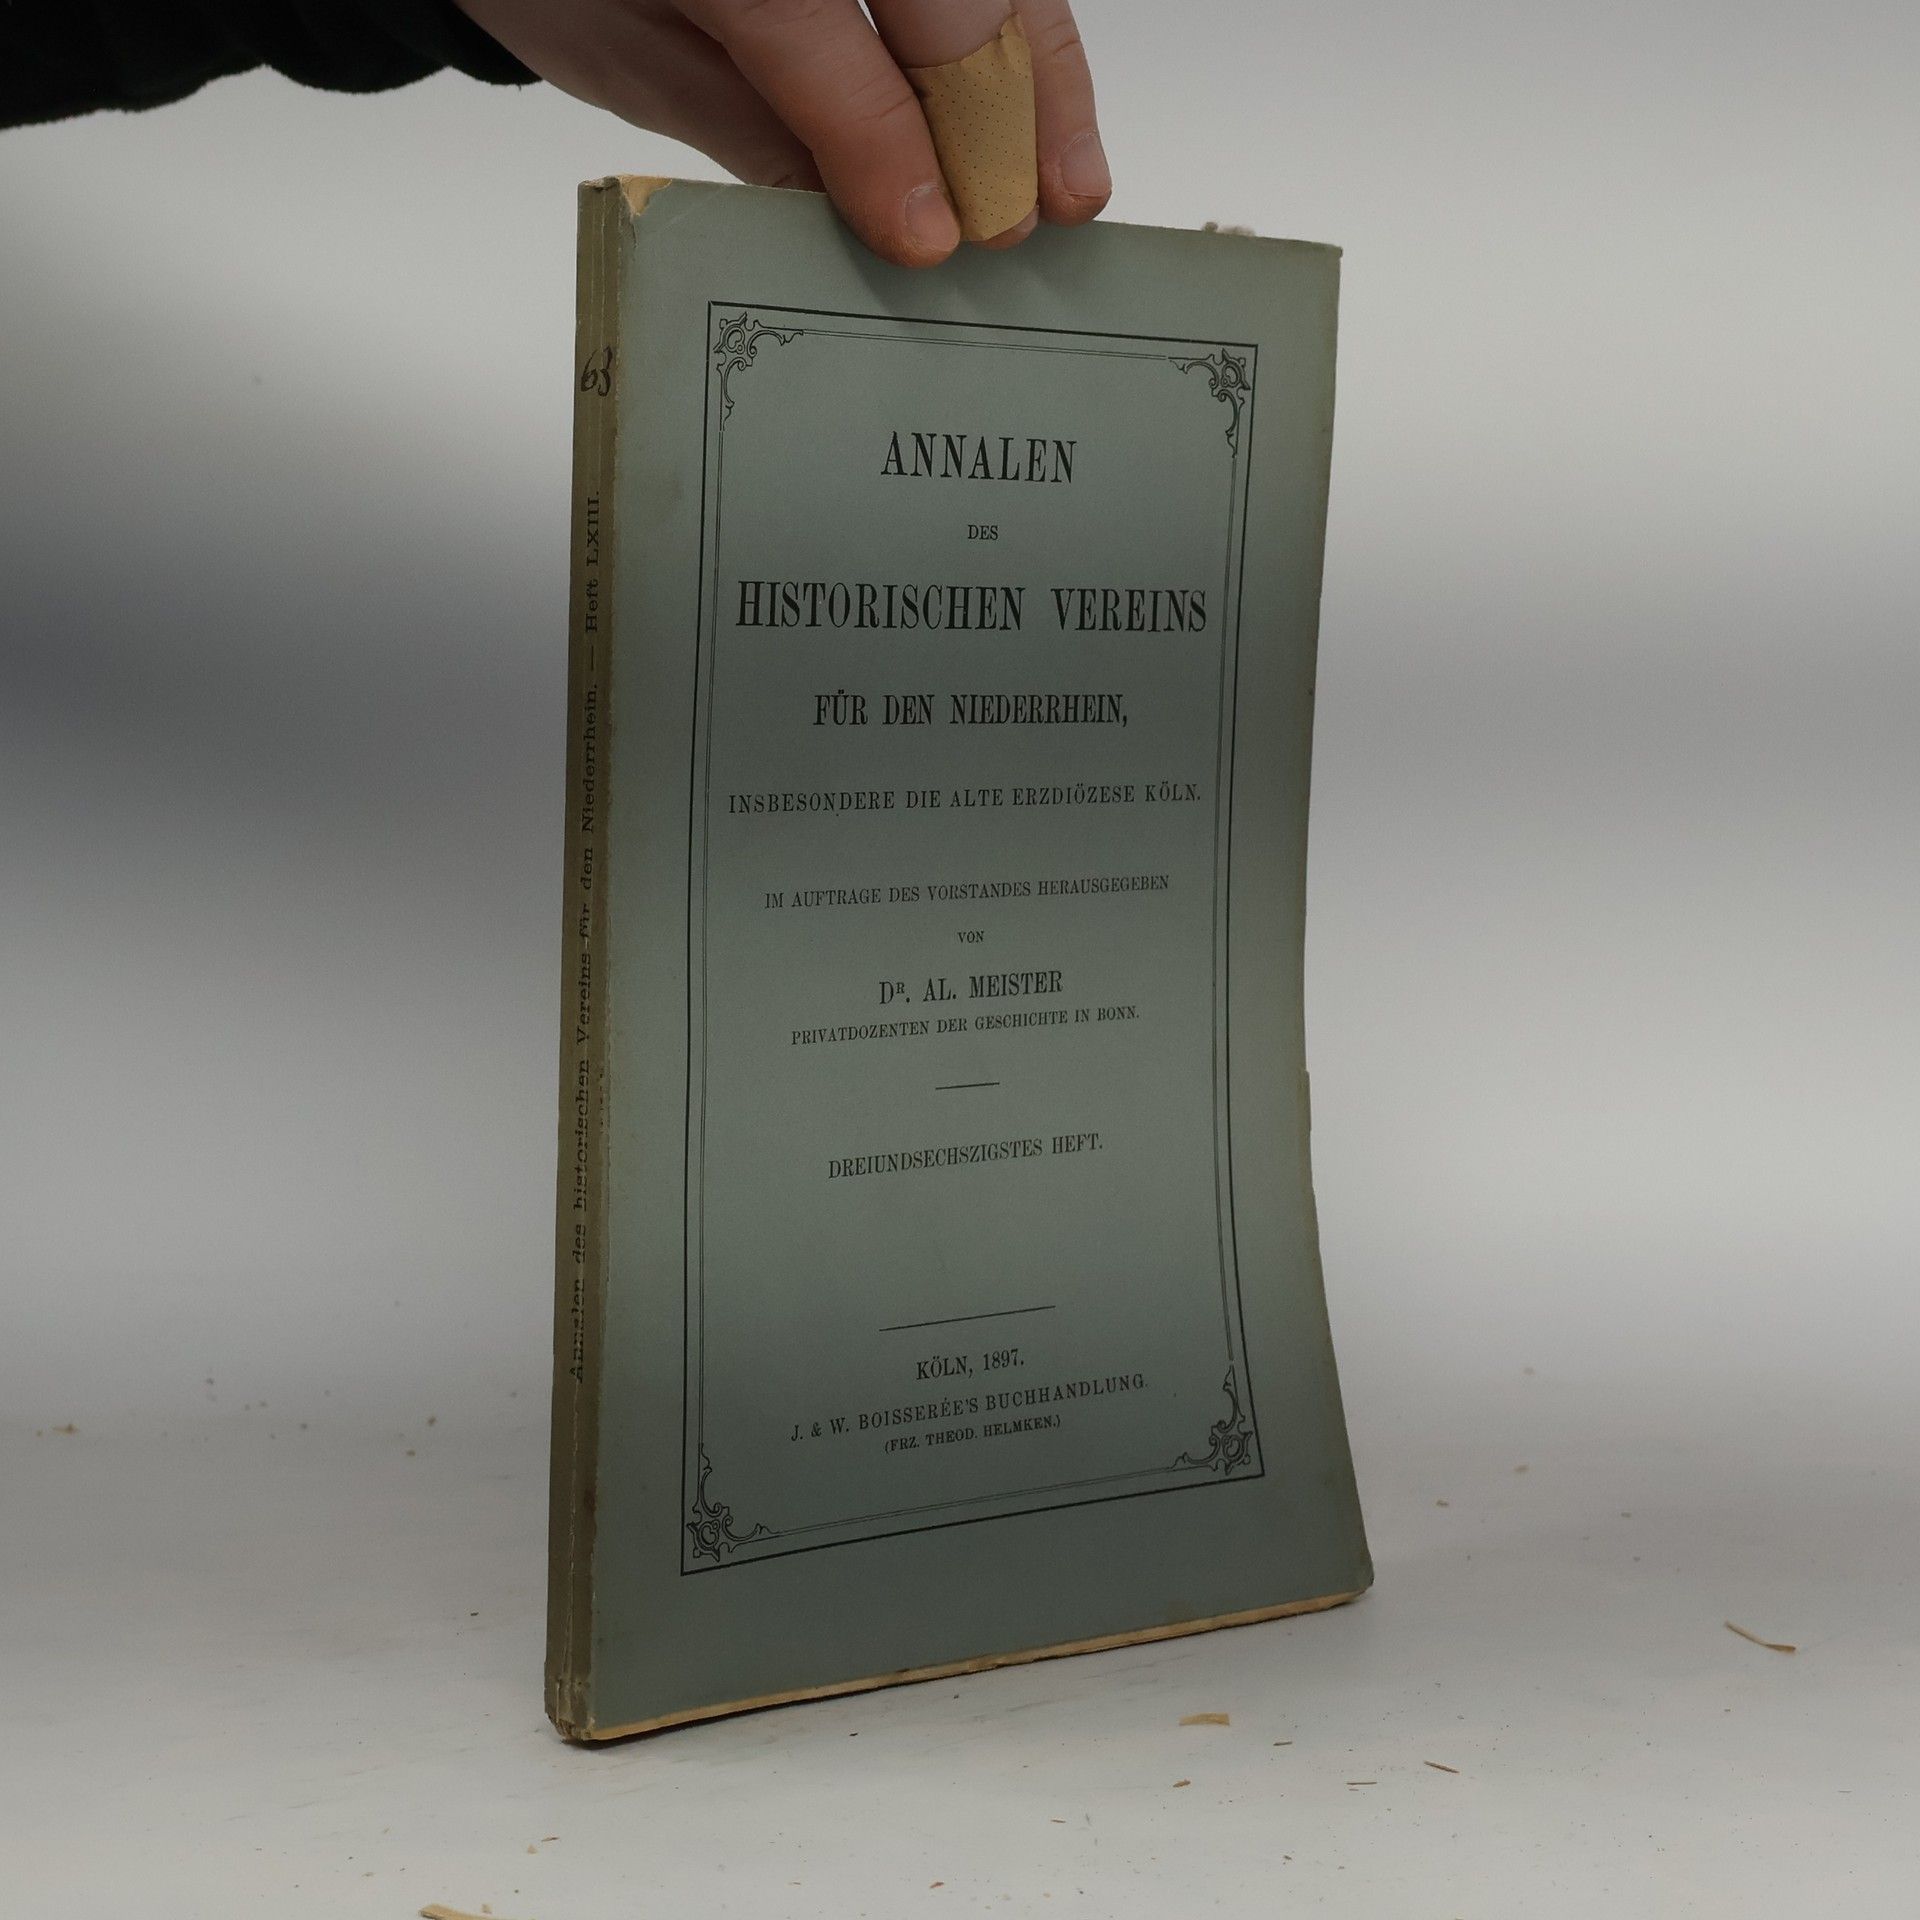 ANNALEN
DES
HISTORISCHEN VEREINS
FÜR DEN NIEDERRHEIN,
INSBESONDERE DIE ALTE ERZDIÖZESE KÖLN.
IM AUFTRAGE DES VORSTANDES HERAUSGEGEBEN
VON
DR. AL. MEISTER
PRIVATDOZENTEN DER GESCHICHTE IN BONN.
DREIUNDSECHSZIGSTES HEFT.
KÖLN, 1897.
J. & W. BOISSERÉE'S BUCHHANDLUNG.
(FRZ. THEOD. HELMKEN.)
63
Annalen des historischen Vereins für den Niederrhein. — Heft LXIII.